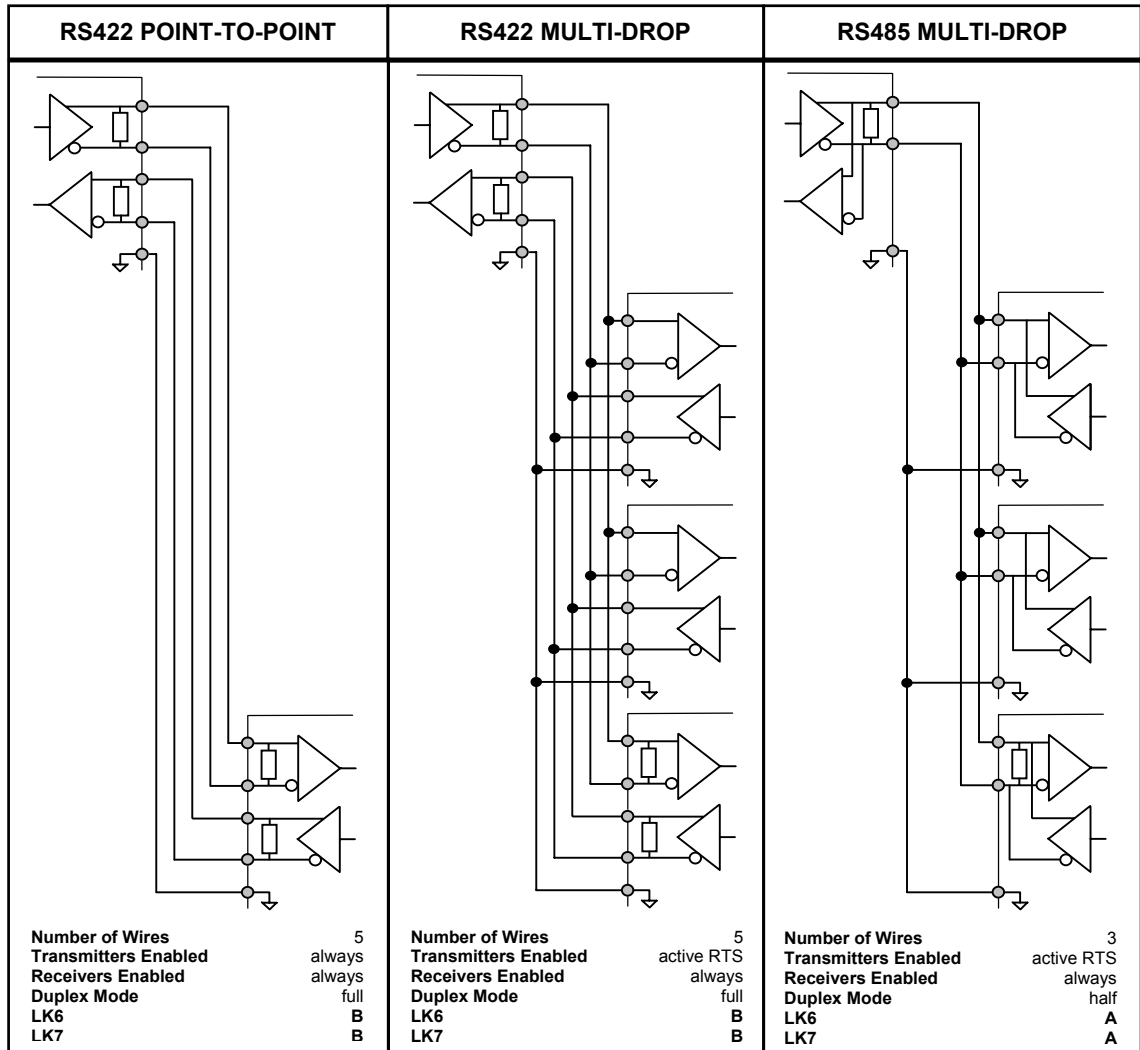 RS422 POINT-TO-POINT
RS422 MULTI-DROP
RS485 MULTI-DROP
Number of Wires 5
Transmitters Enabled always
Receivers Enabled always
Duplex Mode full
LK6 B
LK7 B
Number of Wires 5
Transmitters Enabled active RTS
Receivers Enabled always
Duplex Mode full
LK6 B
LK7 B
Number of Wires 3
Transmitters Enabled active RTS
Receivers Enabled always
Duplex Mode half
LK6 A
LK7 A